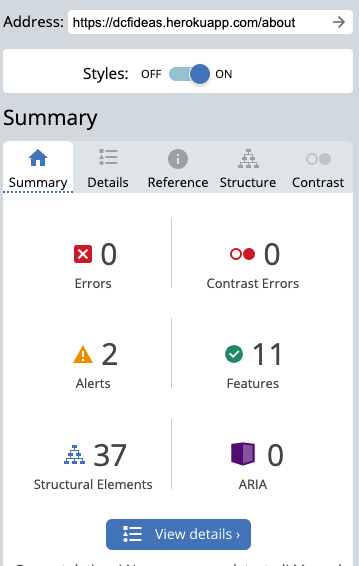 Address: https://dcfideas.herokuapp.com/about
Styles: OFF ON
Summary
Summary Details Reference Structure Contrast
0 0
Errors Contrast Errors
2 11
Alerts Features
37 0
Structural Elements ARIA
View details ›